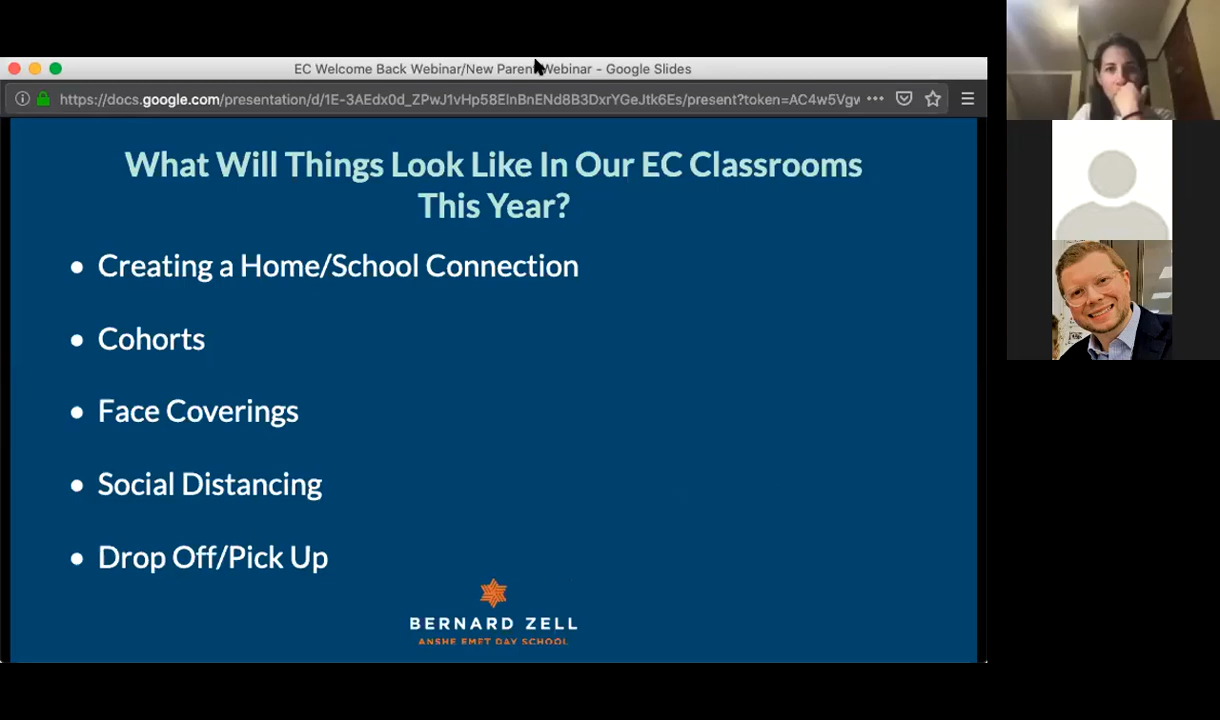 EC Welcome Back Webinar/New Parent Webinar - Google Slides
https://docs.google.com/presentation/d/1E-3AEdx0d_ZPwJ1vHp58ElnBnENd8B3DxrYGeJtk6Es/present?token=AC4w5Vgw
What Will Things Look Like In Our EC Classrooms
This Year?
• Creating a Home/School Connection
• Cohorts
• Face Coverings
• Social Distancing
• Drop Off/Pick Up
BERNARD ZELL
ANSHE EMET DAY SCHOOL